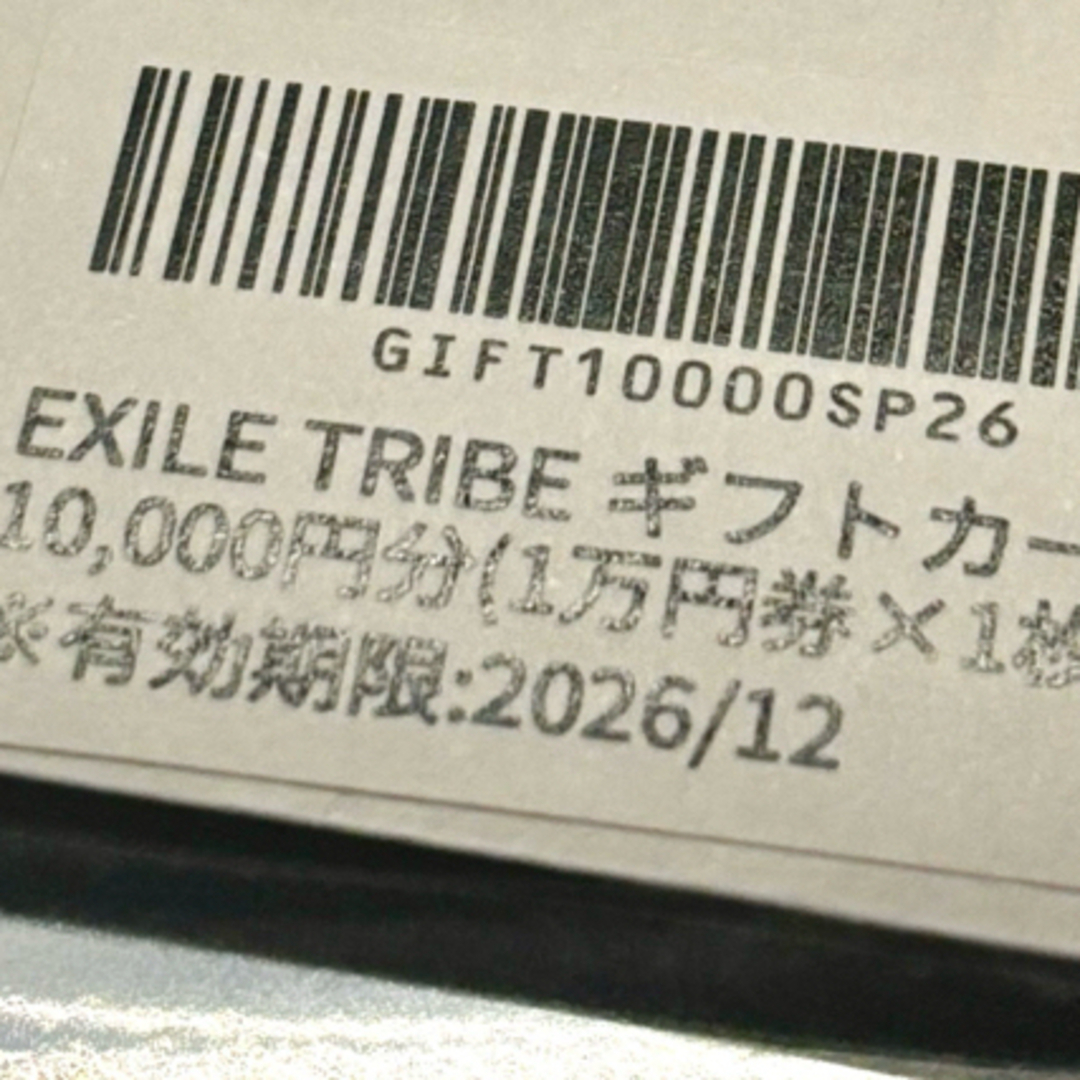 GIFT10000SP26
EXILE TRIBE ギフトカー
10,000円分(1万円券×1枚
※有効期限:2026/12